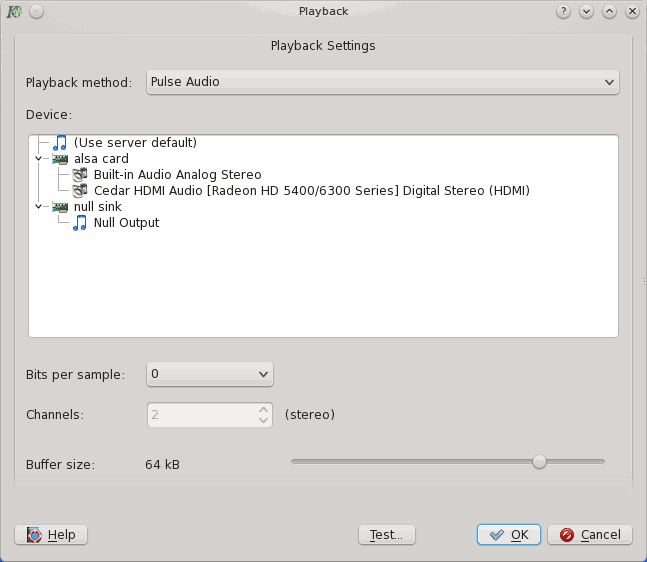 Playback
Playback Settings
Playback method: Pulse Audio
Device:
(Use server default)
alsa card
Built-in Audio Analog Stereo
Cedar HDMI Audio [Radeon HD 5400/6300 Series] Digital Stereo (HDMI)
null sink
Null Output
Bits per sample: 0
Channels: 2 (stereo)
Buffer size: 64 kB
Help Test... OK Cancel